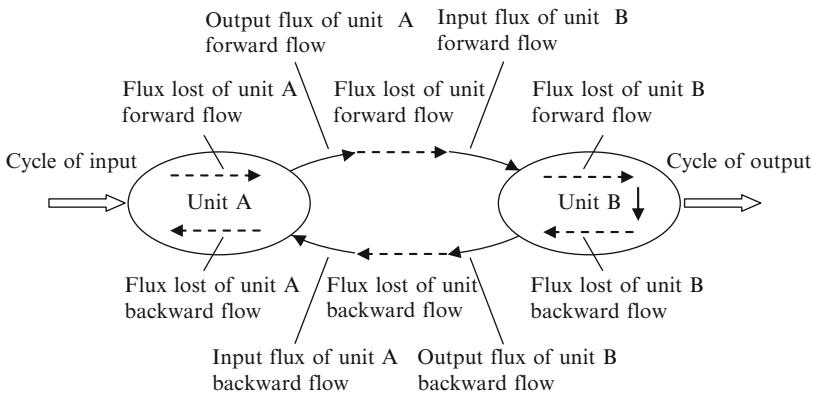 Output flux of unit A
forward flow
Input flux of unit B
forward flow
Flux lost of unit A
forward flow
Flux lost of unit
forward flow
Flux lost of unit B
forward flow
Cycle of input
Cycle of output
Unit A
Unit B
Flux lost of unit A
backward flow
Flux lost of unit
backward flow
Flux lost of unit B
backward flow
Input flux of unit A
backward flow
Output flux of unit B
backward flow